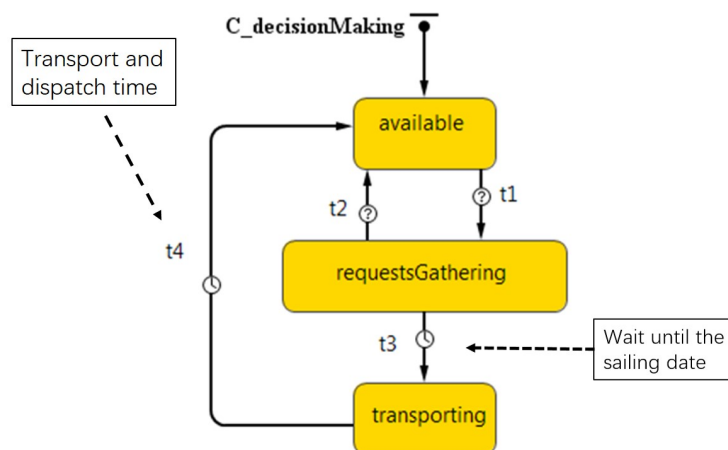 C_decisionMaking
Transport and
dispatch time
available
t2
? ?
t1
t4
requestsGathering
t3
Wait until the
sailing date
transporting